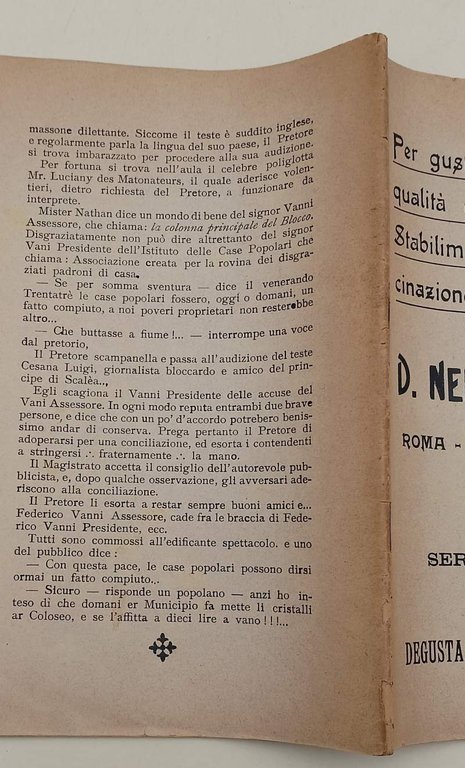 massone dilettante. Siccome il teste è suddito inglese,
e regolarmente parla la lingua del suo paese, il Pretore
si trova imbarazzato per procedere alla sua audizione.
Per fortuna si trova nell'aula il celebre poliglotta
Mr. Luciany des Matonateurs, il quale aderisce volen-
tieri, dietro richiesta del Pretore, a funzionare da
interprete.
Mister Nathan dice un mondo di bene del signor Vanni
Assessore, che chiama: la colonna principale del Blocco.
Disgraziatamente non può dire altrettanto del signor
Vani Presidente dell'Istituto delle Case Popolari che
chiama : Associazione creata per la rovina dei disgra-
ziati padroni di casa.
— Se per somma sventura — dice il venerando
Trentatrè le case popolari fossero, oggi o domani, un
fatto compiuto, a noi poveri proprietari non resterebbe
altro...
— Che buttasse a fiume !... — interrompe una voce
dal pretorio,
Il Pretore scampanella e passa all'audizione del teste
Cesana Luigi, giornalista bloccardo e amico del prin-
cipe di Scalèa...,
Egli scagiona il Vanni Presidente delle accuse del
Vani Assessore. In ogni modo reputa entrambi due brave
persone, e dice che con un po' d'accordo potrebero benis-
simo andar di conserva. Prega pertanto il Pretore di
adoperarsi per una conciliazione, ed esorta i contendenti
a stringersi ∴ fraternamente ∴ la mano.
Il Magistrato accetta il consiglio dell'autorevole pub-
blicista, e, dopo qualche osservazione, gli avversari ade-
riscono alla conciliazione.
Il Pretore li esorta a restar sempre buoni amici e...
Federico Vanni Assessore, cade fra le braccia di Fede-
rico Vanni Presidente, ecc.
Tutti sono commossi all'edificante spettacolo. e uno
del pubblico dice :
— Con questa pace, le case popolari possono dirsi
ormai un fatto compiuto...
— Sicuro — risponde un popolano — anzi ho in-
teso di che domani er Municipio fa mette li cristalli
ar Coloseo, e se l'affitta a dieci lire a vano ! ! !...
Per gus
qualità
Stabilim
cinazione
D. NE
ROMA -
SER
DEGUSTA